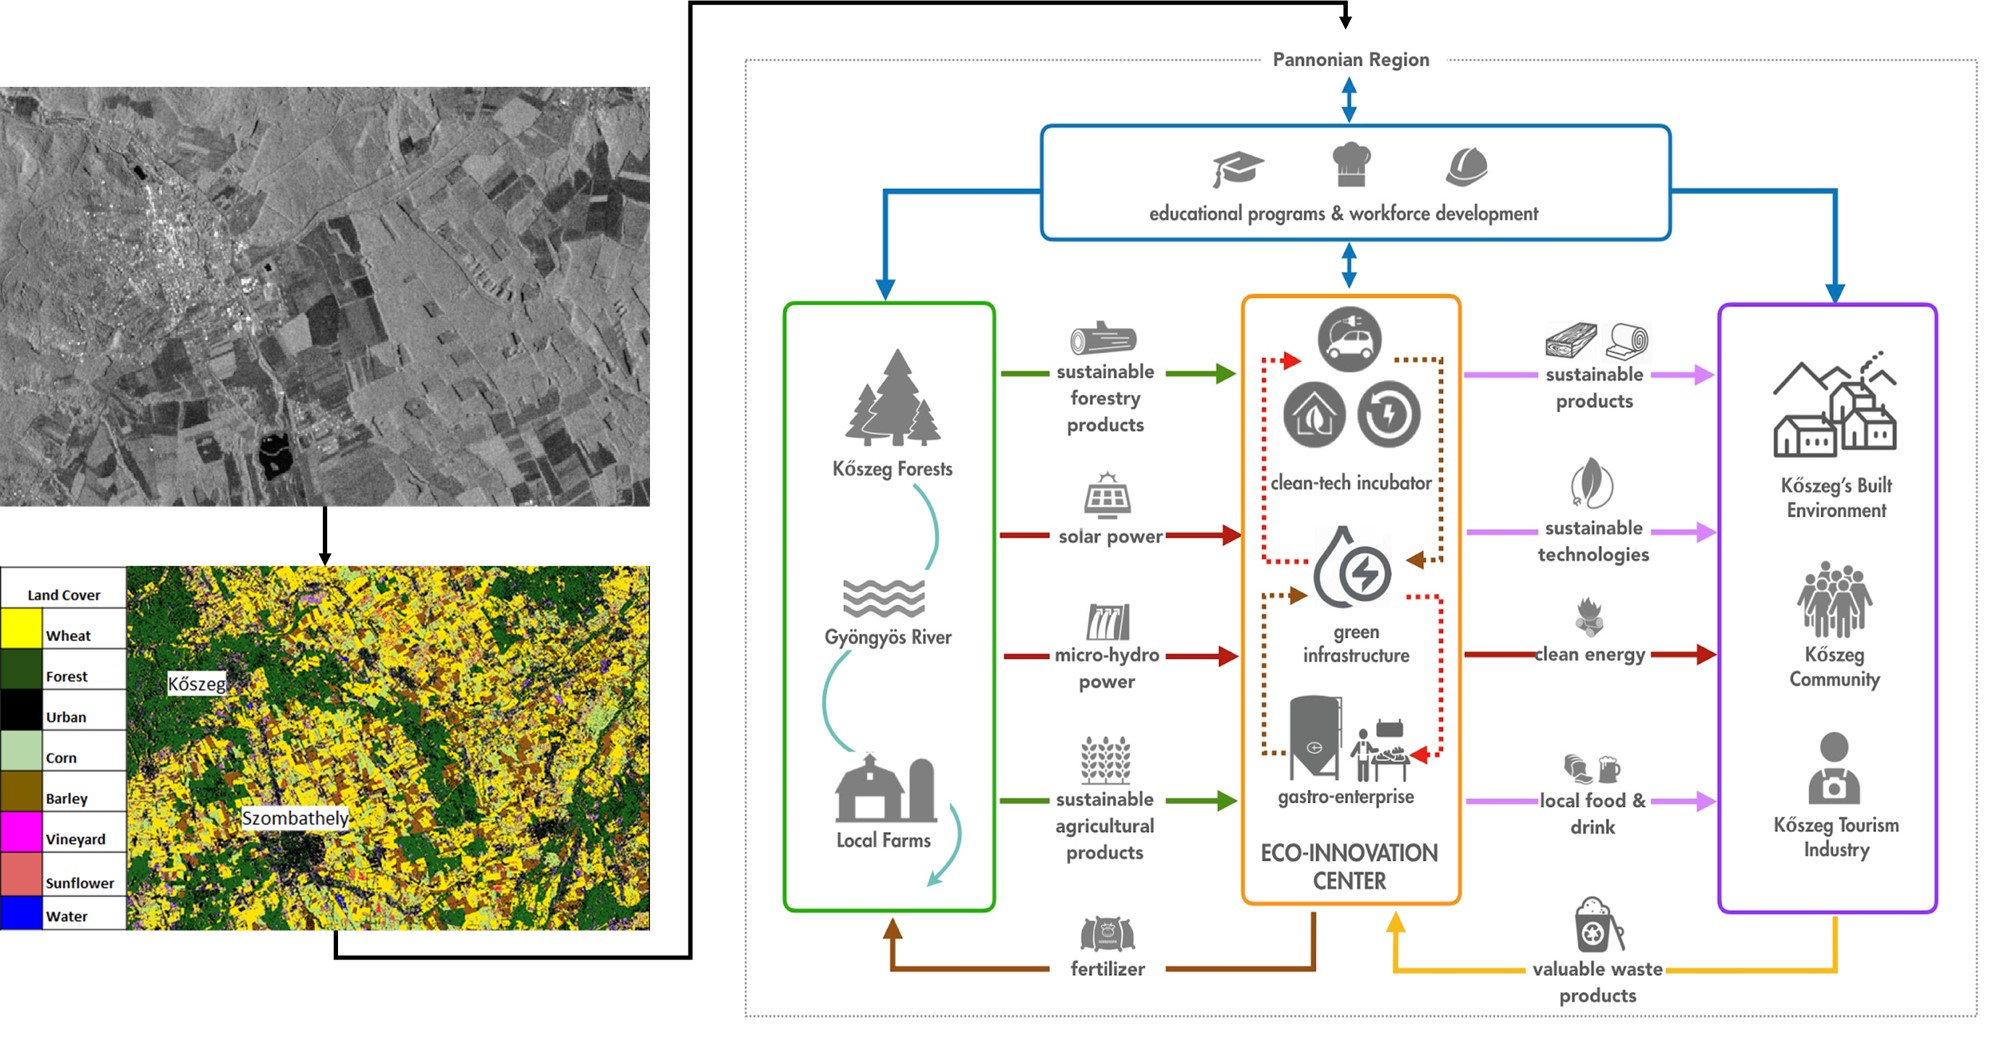 Pannonian Region
educational programs & workforce development
Land Cover
Wheat
Forest
Urban
Corn
Barley
Vineyard
Sunflower
Water
Kőszeg
Szombathely
Kőszeg Forests
Gyöngyös River
Local Farms
sustainable
forestry
products
solar power
micro-hydro
power
sustainable
agricultural
products
fertilizer
clean-tech incubator
green
infrastructure
gastro-enterprise
ECO-INNOVATION
CENTER
sustainable
products
sustainable
technologies
clean energy
local food &
drink
valuable waste
products
Kőszeg's Built
Environment
Kőszeg
Community
Kőszeg Tourism
Industry